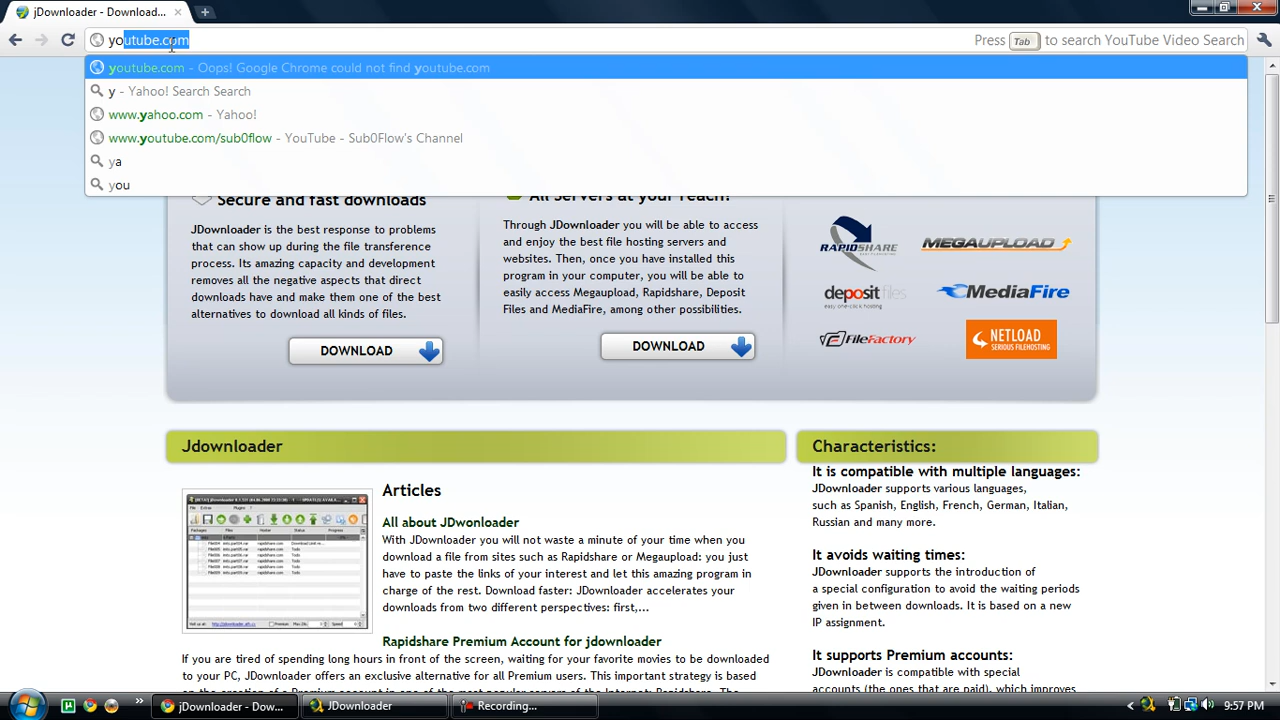 jDownloader - Download...
youtube.com
Press Tab to search YouTube Video Search
youtube.com - Oops! Google Chrome could not find youtube.com
y - Yahoo! Search Search
www.yahoo.com - Yahoo!
www.youtube.com/sub0flow - YouTube - Sub0Flow's Channel
ya
you
Secure and fast downloads
JDownloader is the best response to problems
that can show up during the file transference
process. Its amazing capacity and development
removes all the negative aspects that direct
downloads have and make them one of the best
alternatives to download all kinds of files.
DOWNLOAD
All Servers at your reach!
Through JDownloader you will be able to access
and enjoy the best file hosting servers and
websites. Then, once you have installed this
program in your computer, you will be able to
easily access Megaupload, Rapidshare, Deposit
Files and MediaFire, among other possibilities.
DOWNLOAD
RAPIDSHARE
MEGAUPLOAD
depositfiles
easy one-click hosting
MediaFire
FileFactory
NETLOAD
SERIOUS FILEHOSTING
Jdownloader
Articles
All about JDwonloader
With JDownloader you will not waste a minute of your time when you
download a file from sites such as Rapidshare or Megaupload: you just
have to paste the links of your interest and let this amazing program in
charge of the rest. Download faster: JDownloader accelerates your
downloads from two different perspectives: first,...
Rapidshare Premium Account for jdownloader
If you are tired of spending long hours in front of the screen, waiting for your favorite movies to be downloaded
to your PC, JDownloader offers an exclusive alternative for all Premium users. This important strategy is based
Characteristics:
It is compatible with multiple languages:
JDownloader supports various languages,
such as Spanish, English, French, German, Italian,
Russian and many more.
It avoids waiting times:
JDownloader supports the introduction of
a special configuration to avoid the waiting periods
given in between downloads. It is based on a new
IP assignment.
It supports Premium accounts:
JDownloader is compatible with special
accounts (the ones that are paid), which improves
jDownloader - Dow...
JDownloader
Recording...
9:57 PM